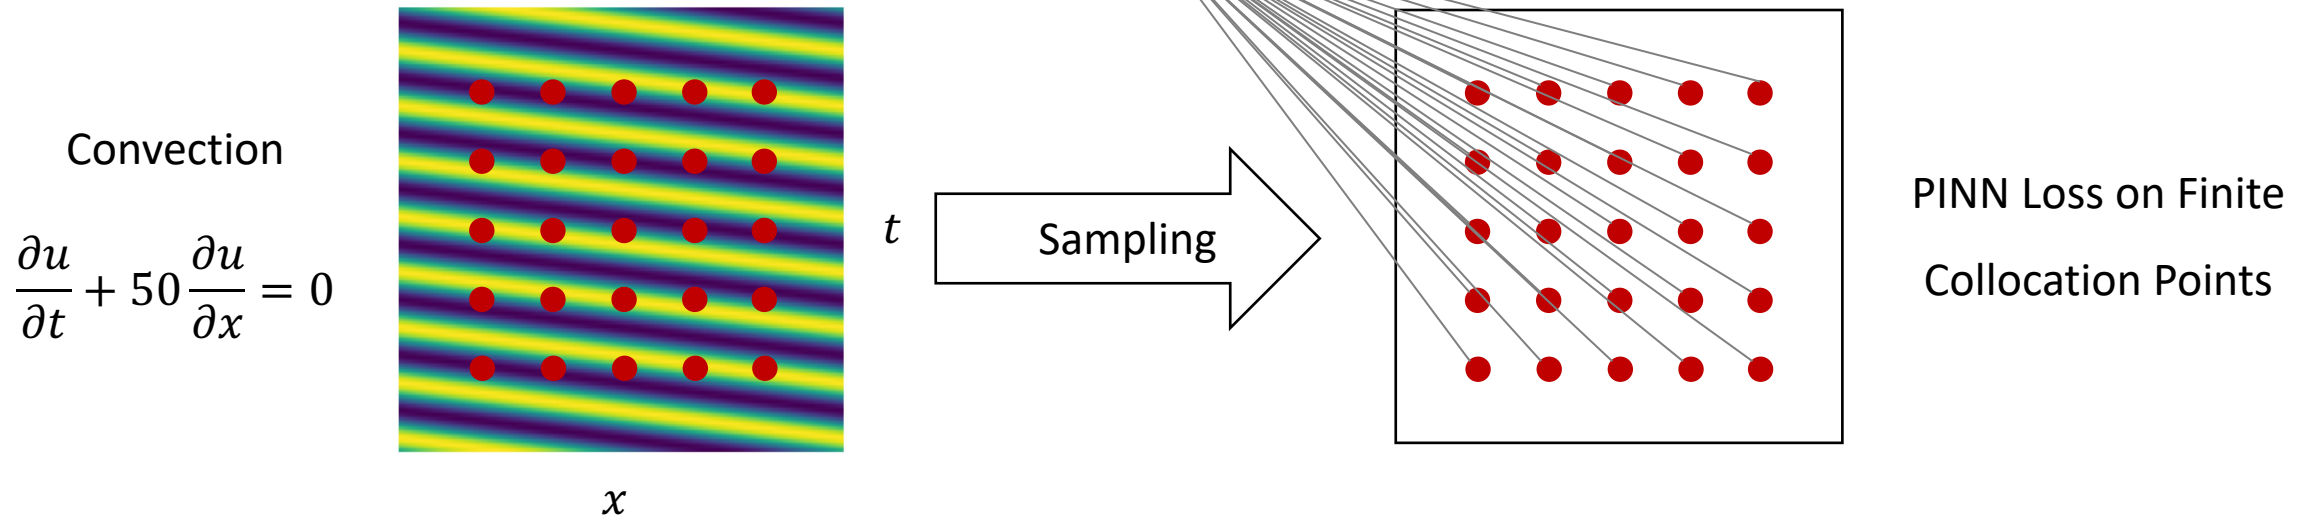 Convection
∂u/∂t + 50 ∂u/∂x = 0
x
t
Sampling
PINN Loss on Finite
Collocation Points